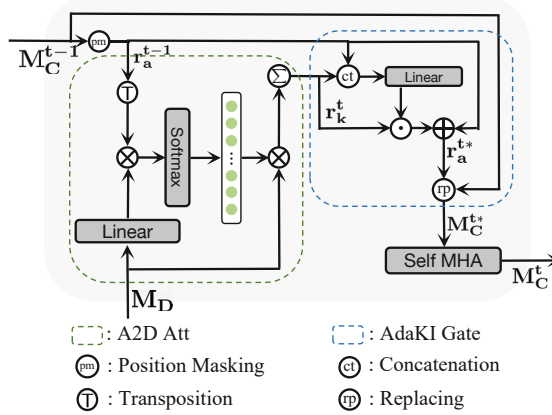 M_C^{t-1}
pm
r_a^{t-1}
T
Softmax
Linear
M_D
Σ
ct
Linear
r_k^t
r_a^{t*}
rp
M_C^{t*}
Self MHA
M_C^t
: A2D Att
: AdaKI Gate
pm : Position Masking
ct : Concatenation
T : Transposition
rp : Replacing